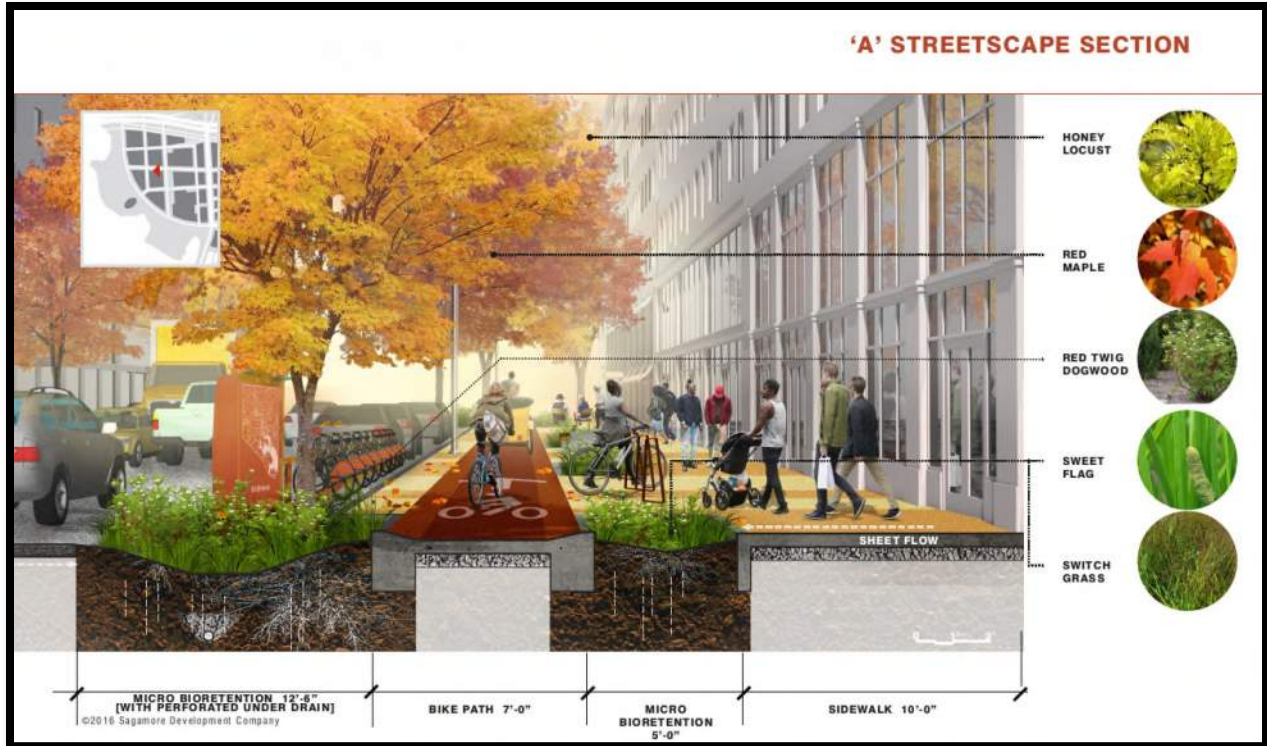 ‘A’ STREETSCAPE SECTION
HONEY
LOCUST
RED
MAPLE
RED TWIG
DOGWOOD
SWEET
FLAG
SHEET FLOW
SWITCH
GRASS
MICRO BIORETENTION 12'-6"
[WITH PERFORATED UNDER DRAIN]
©2016 Sagamore Development Company
BIKE PATH 7'-0"
MICRO
BIORETENTION
5'-0"
SIDEWALK 10'-0"